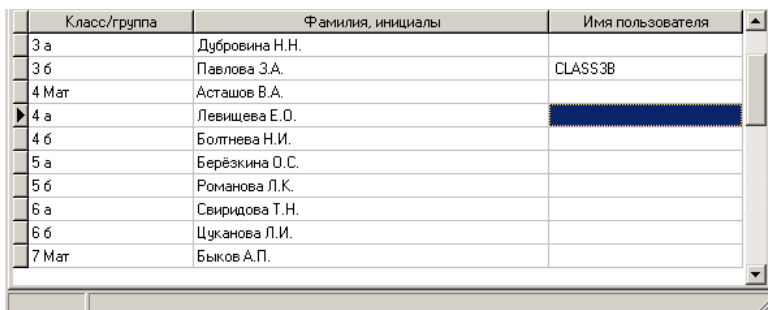 Класс/группа Фамилия, инициалы Имя пользователя
3 а Дубровина Н.Н.
3 б Павлова З.А. CLASS3B
4 Мат Асташов В.А.
4 а Левищева Е.О.
4 б Болтнева Н.И.
5 а Берёзкина О.С.
5 б Романова Л.К.
6 а Свиридова Т.Н.
6 б Цуканова Л.И.
7 Мат Быков А.П.